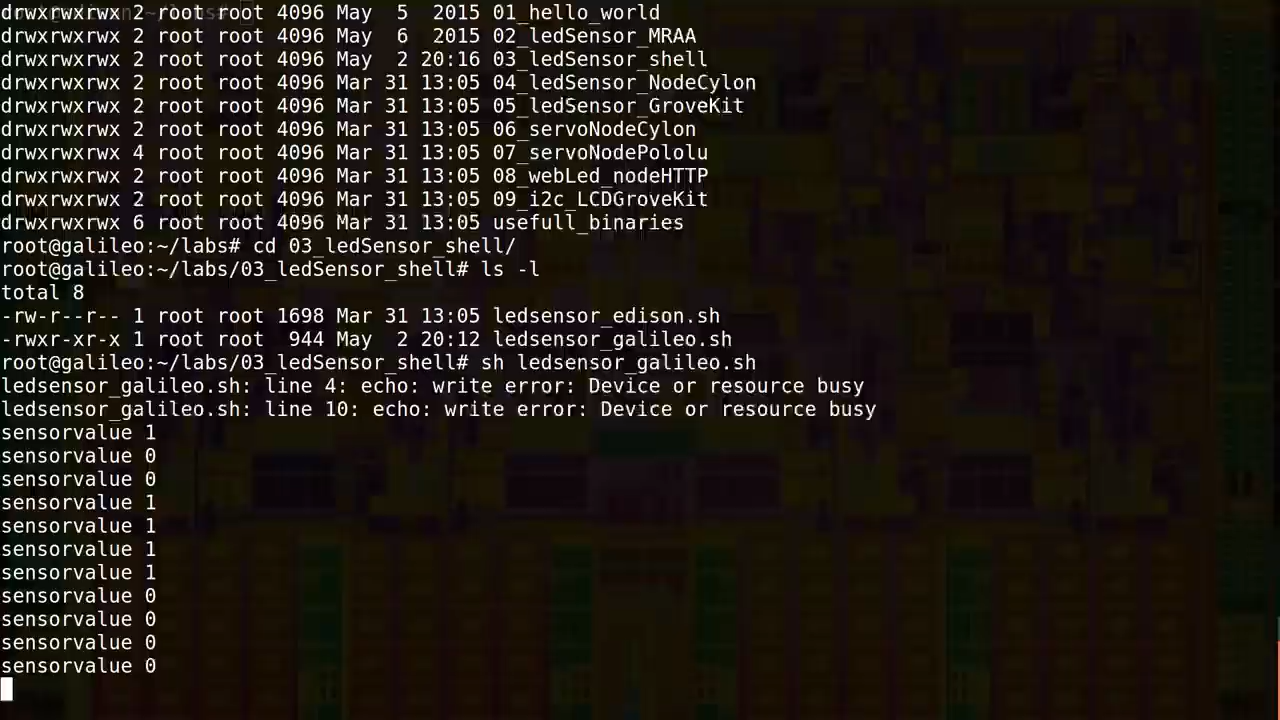 drwxrwxrwx 2 root root 4096 May  5  2015 01_hello_world
drwxrwxrwx 2 root root 4096 May  6  2015 02_ledSensor_MRAA
drwxrwxrwx 2 root root 4096 May  2 20:16 03_ledSensor_shell
drwxrwxrwx 2 root root 4096 Mar 31 13:05 04_ledSensor_NodeCylon
drwxrwxrwx 2 root root 4096 Mar 31 13:05 05_ledSensor_GroveKit
drwxrwxrwx 2 root root 4096 Mar 31 13:05 06_servoNodeCylon
drwxrwxrwx 4 root root 4096 Mar 31 13:05 07_servoNodePololu
drwxrwxrwx 2 root root 4096 Mar 31 13:05 08_webLed_nodeHTTP
drwxrwxrwx 2 root root 4096 Mar 31 13:05 09_i2c_LCDGroveKit
drwxrwxrwx 6 root root 4096 Mar 31 13:05 usefull_binaries
root@galileo:~/labs# cd 03_ledSensor_shell/
root@galileo:~/labs/03_ledSensor_shell# ls -l
total 8
-rw-r--r-- 1 root root 1698 Mar 31 13:05 ledsensor_edison.sh
-rwxr-xr-x 1 root root  944 May  2 20:12 ledsensor_galileo.sh
root@galileo:~/labs/03_ledSensor_shell# sh ledsensor_galileo.sh
ledsensor_galileo.sh: line 4: echo: write error: Device or resource busy
ledsensor_galileo.sh: line 10: echo: write error: Device or resource busy
sensorvalue 1
sensorvalue 0
sensorvalue 0
sensorvalue 1
sensorvalue 1
sensorvalue 1
sensorvalue 1
sensorvalue 0
sensorvalue 0
sensorvalue 0
sensorvalue 0